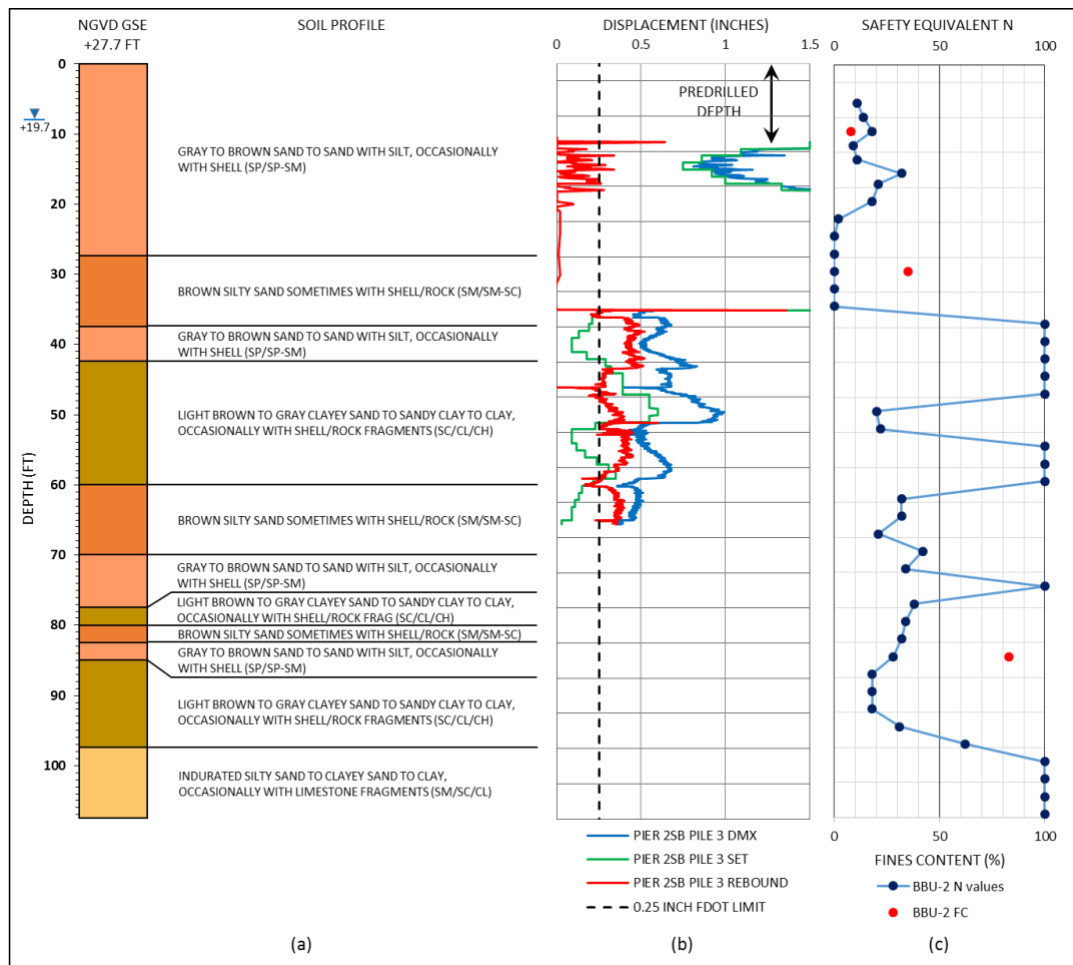 NGVD GSE
+27.7 FT
SOIL PROFILE
DISPLACEMENT (INCHES)
SAFETY EQUIVALENT N
0
0.5
1
1.5
0
50
100
DEPTH (FT)
0
10
20
30
40
50
60
70
80
90
100
+19.7
GRAY TO BROWN SAND TO SAND WITH SILT, OCCASIONALLY
WITH SHELL (SP/SP-SM)
BROWN SILTY SAND SOMETIMES WITH SHELL/ROCK (SM/SM-SC)
GRAY TO BROWN SAND TO SAND WITH SILT, OCCASIONALLY
WITH SHELL (SP/SP-SM)
LIGHT BROWN TO GRAY CLAYEY SAND TO SANDY CLAY TO CLAY,
OCCASIONALLY WITH SHELL/ROCK FRAGMENTS (SC/CL/CH)
BROWN SILTY SAND SOMETIMES WITH SHELL/ROCK (SM/SM-SC)
GRAY TO BROWN SAND TO SAND WITH SILT, OCCASIONALLY
WITH SHELL (SP/SP-SM)
LIGHT BROWN TO GRAY CLAYEY SAND TO SANDY CLAY TO CLAY,
OCCASIONALLY WITH SHELL/ROCK FRAG (SC/CL/CH)
BROWN SILTY SAND SOMETIMES WITH SHELL/ROCK (SM/SM-SC)
GRAY TO BROWN SAND TO SAND WITH SILT, OCCASIONALLY
WITH SHELL (SP/SP-SM)
LIGHT BROWN TO GRAY CLAYEY SAND TO SANDY CLAY TO CLAY,
OCCASIONALLY WITH SHELL/ROCK FRAGMENTS (SC/CL/CH)
INDURATED SILTY SAND TO CLAYEY SAND TO CLAY,
OCCASIONALLY WITH LIMESTONE FRAGMENTS (SM/SC/CL)
PREDRILLED
DEPTH
PIER 2SB PILE 3 DMX
PIER 2SB PILE 3 SET
PIER 2SB PILE 3 REBOUND
0.25 INCH FDOT LIMIT
0
50
100
FINES CONTENT (%)
BBU-2 N values
BBU-2 FC
(a)
(b)
(c)